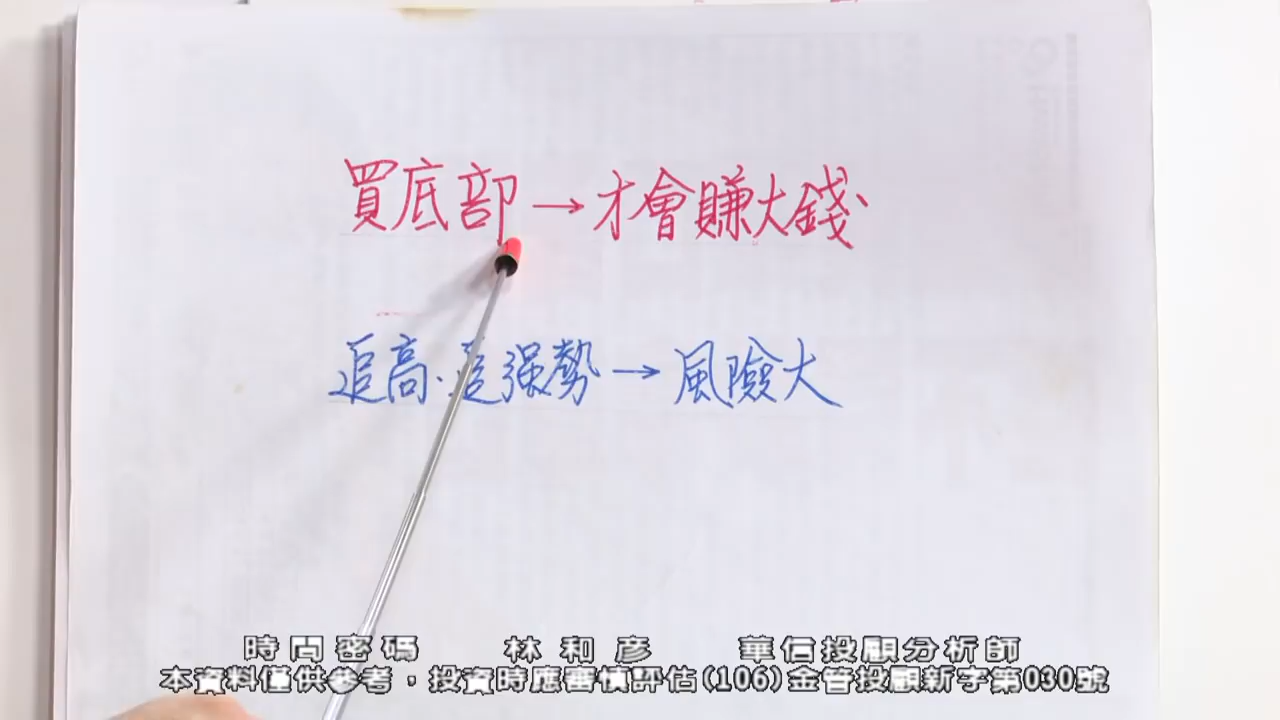 買底部→才會賺大錢
追高.追强勢→風險大
時間密碼 林和彥 華信投顧分析師
本資料僅供參考，投資時應審慎評估(106)金管投顧新字第030號